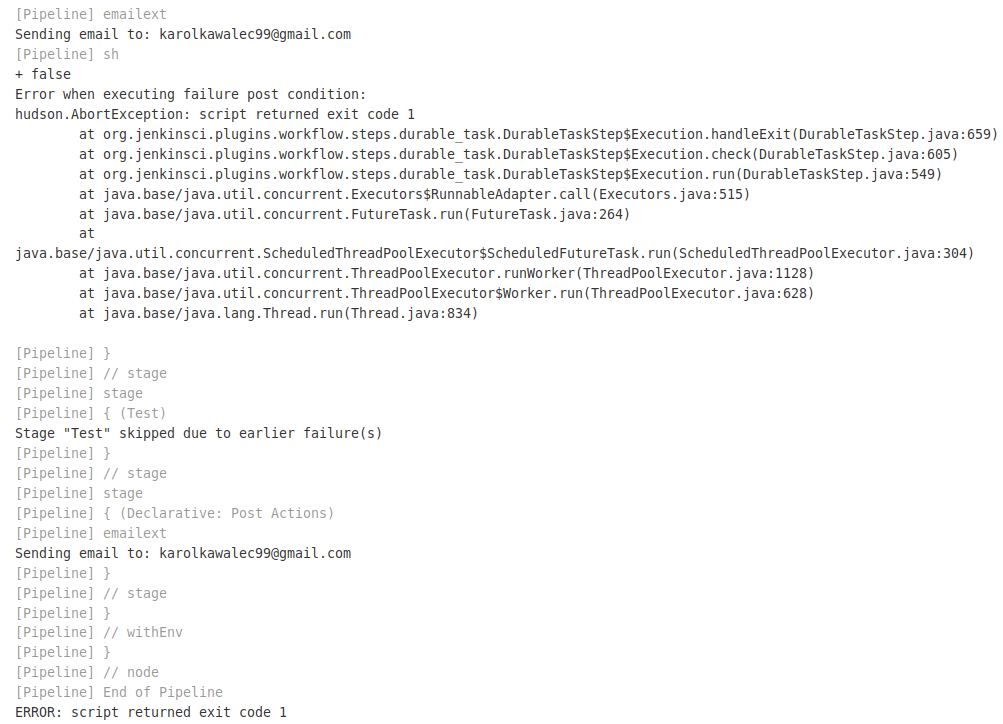 [Pipeline] emailext
Sending email to: karolkawalec99@gmail.com
[Pipeline] sh
+ false
Error when executing failure post condition:
hudson.AbortException: script returned exit code 1
        at org.jenkinsci.plugins.workflow.steps.durable_task.DurableTaskStep$Execution.handleExit(DurableTaskStep.java:659)
        at org.jenkinsci.plugins.workflow.steps.durable_task.DurableTaskStep$Execution.check(DurableTaskStep.java:605)
        at org.jenkinsci.plugins.workflow.steps.durable_task.DurableTaskStep$Execution.run(DurableTaskStep.java:549)
        at java.base/java.util.concurrent.Executors$RunnableAdapter.call(Executors.java:515)
        at java.base/java.util.concurrent.FutureTask.run(FutureTask.java:264)
        at
java.base/java.util.concurrent.ScheduledThreadPoolExecutor$ScheduledFutureTask.run(ScheduledThreadPoolExecutor.java:304)
        at java.base/java.util.concurrent.ThreadPoolExecutor.runWorker(ThreadPoolExecutor.java:1128)
        at java.base/java.util.concurrent.ThreadPoolExecutor$Worker.run(ThreadPoolExecutor.java:628)
        at java.base/java.lang.Thread.run(Thread.java:834)

[Pipeline] }
[Pipeline] // stage
[Pipeline] stage
[Pipeline] { (Test)
Stage "Test" skipped due to earlier failure(s)
[Pipeline] }
[Pipeline] // stage
[Pipeline] stage
[Pipeline] { (Declarative: Post Actions)
[Pipeline] emailext
Sending email to: karolkawalec99@gmail.com
[Pipeline] }
[Pipeline] // stage
[Pipeline] }
[Pipeline] // withEnv
[Pipeline] }
[Pipeline] // node
[Pipeline] End of Pipeline
ERROR: script returned exit code 1